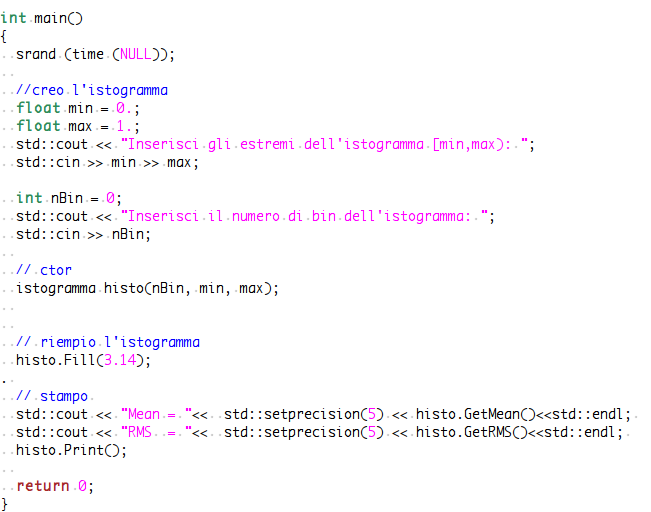 int main()
{
  srand (time (NULL));

  //creo l'istogramma
  float min = 0.;
  float max = 1.;
  std::cout << "Inserisci gli estremi dell'istogramma [min,max): ";
  std::cin >> min >> max;

  int nBin = 0;
  std::cout << "Inserisci il numero di bin dell'istogramma: ";
  std::cin >> nBin;

  // ctor
  istogramma histo(nBin, min, max);


  // riempio l'istogramma
  histo.Fill(3.14);

  // stampo
  std::cout << "Mean = "<<  std::setprecision(5) << histo.GetMean()<<std::endl;
  std::cout << "RMS  = "<<  std::setprecision(5) << histo.GetRMS()<<std::endl;
  histo.Print();

  return 0;
}